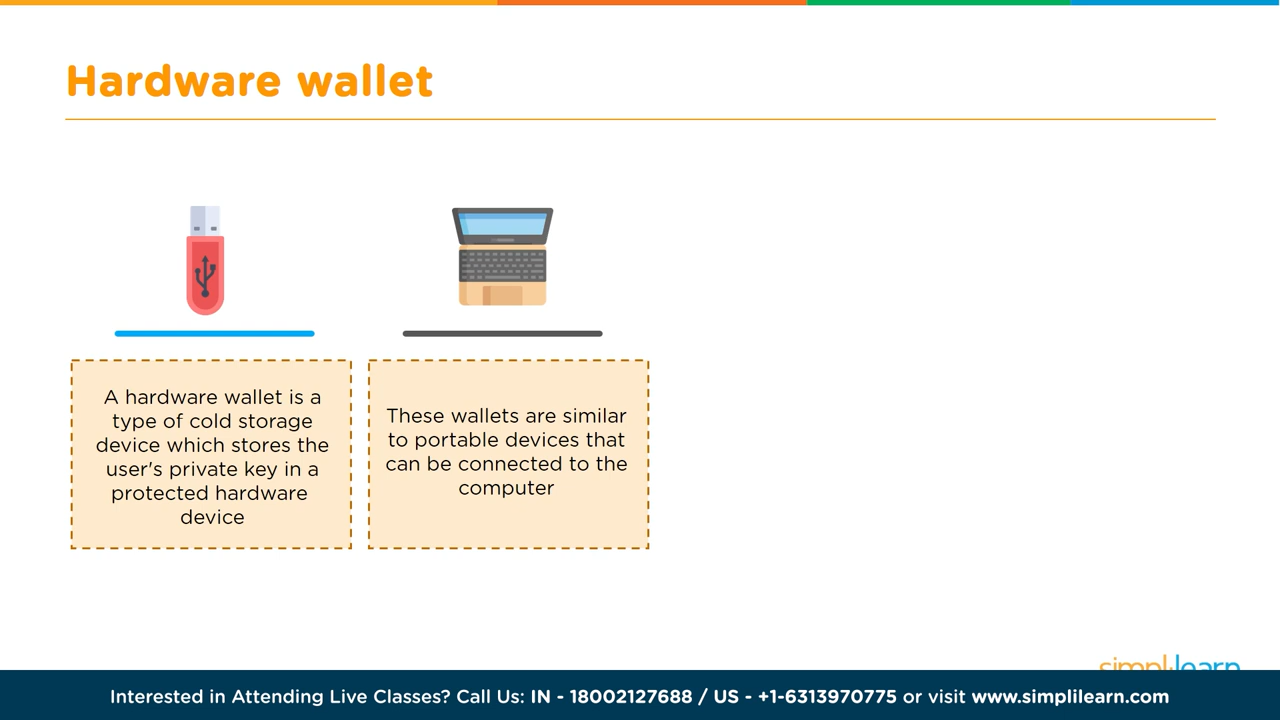 Hardware wallet
A hardware wallet is a
type of cold storage
device which stores the
user's private key in a
protected hardware
device
These wallets are similar
to portable devices that
can be connected to the
computer
simplilearn
Interested in Attending Live Classes? Call Us: IN - 18002127688 / US - +1-6313970775 or visit www.simplilearn.com